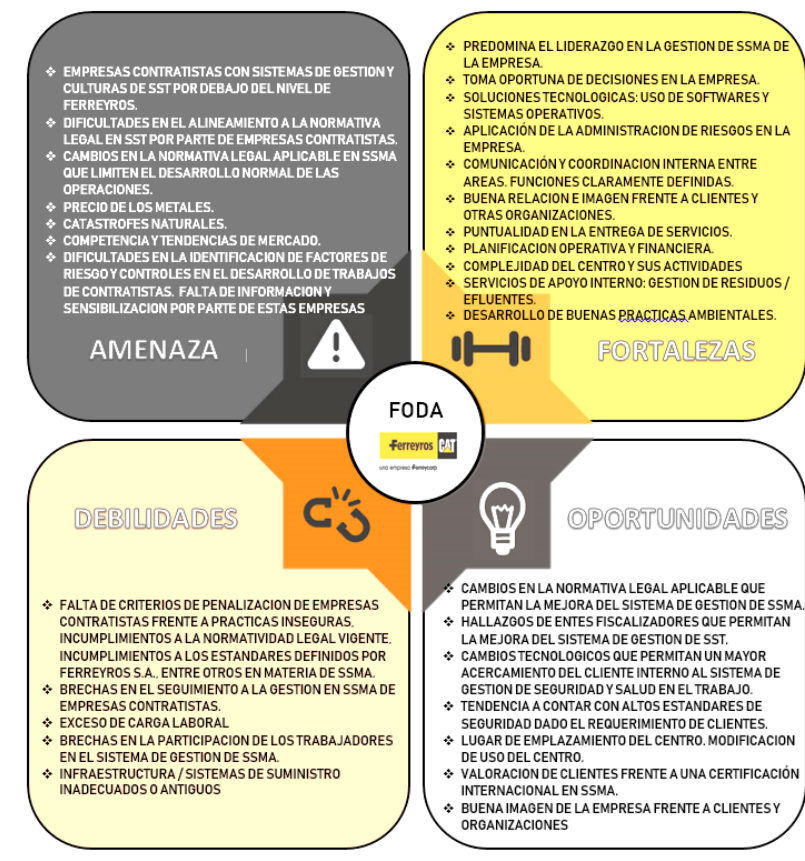 ❖ EMPRESAS CONTRATISTAS CON SISTEMAS DE GESTION Y
CULTURAS DE SST POR DEBAJO DEL NIVEL DE
FERREYROS.
❖ DIFICULTADES EN EL ALINEAMIENTO A LA NORMATIVA
LEGAL EN SST POR PARTE DE EMPRESAS CONTRATISTAS.
❖ CAMBIOS EN LA NORMATIVA LEGAL APLICABLE EN SSMA
QUE LIMITEN EL DESARROLLO NORMAL DE LAS
OPERACIONES.
❖ PRECIO DE LOS METALES.
❖ CATASTROFES NATURALES.
❖ COMPETENCIA Y TENDENCIAS DE MERCADO.
❖ DIFICULTADES EN LA IDENTIFICACION DE FACTORES DE
RIESGO Y CONTROLES EN EL DESARROLLO DE TRABAJOS
DE CONTRATISTAS. FALTA DE INFORMACION Y
SENSIBILIZACION POR PARTE DE ESTAS EMPRESAS
AMENAZA
❖ PREDOMINA EL LIDERAZGO EN LA GESTION DE SSMA DE
LA EMPRESA.
❖ TOMA OPORTUNA DE DECISIONES EN LA EMPRESA.
❖ SOLUCIONES TECNOLOGICAS: USO DE SOFTWARES Y
SISTEMAS OPERATIVOS.
❖ APLICACIÓN DE LA ADMINISTRACION DE RIESGOS EN LA
EMPRESA.
❖ COMUNICACIÓN Y COORDINACION INTERNA ENTRE
AREAS. FUNCIONES CLARAMENTE DEFINIDAS.
❖ BUENA RELACION E IMAGEN FRENTE A CLIENTES Y
OTRAS ORGANIZACIONES.
❖ PUNTUALIDAD EN LA ENTREGA DE SERVICIOS.
❖ PLANIFICACION OPERATIVA Y FINANCIERA.
❖ COMPLEJIDAD DEL CENTRO Y SUS ACTIVIDADES
❖ SERVICIOS DE APOYO INTERNO: GESTION DE RESIDUOS /
EFLUENTES.
❖ DESARROLLO DE BUENAS PRACTICAS AMBIENTALES.
FORTALEZAS
FODA
Ferreyros CAT
una empresa Ferreycorp
DEBILIDADES
❖ FALTA DE CRITERIOS DE PENALIZACION DE EMPRESAS
CONTRATISTAS FRENTE A PRACTICAS INSEGURAS,
INCUMPLIMIENTOS A LA NORMATIVIDAD LEGAL VIGENTE,
INCUMPLIMIENTOS A LOS ESTANDARES DEFINIDOS POR
FERREYROS S.A., ENTRE OTROS EN MATERIA DE SSMA.
❖ BRECHAS EN EL SEGUIMIENTO A LA GESTION EN SSMA DE
EMPRESAS CONTRATISTAS.
❖ EXCESO DE CARGA LABORAL
❖ BRECHAS EN LA PARTICIPACION DE LOS TRABAJADORES
EN EL SISTEMA DE GESTION DE SSMA.
❖ INFRAESTRUCTURA / SISTEMAS DE SUMINISTRO
INADECUADOS O ANTIGUOS
OPORTUNIDADES
❖ CAMBIOS EN LA NORMATIVA LEGAL APLICABLE QUE
PERMITAN LA MEJORA DEL SISTEMA DE GESTION DE SSMA.
❖ HALLAZGOS DE ENTES FISCALIZADORES QUE PERMITAN
LA MEJORA DEL SISTEMA DE GESTION DE SST.
❖ CAMBIOS TECNOLOGICOS QUE PERMITAN UN MAYOR
ACERCAMIENTO DEL CLIENTE INTERNO AL SISTEMA DE
GESTION DE SEGURIDAD Y SALUD EN EL TRABAJO.
❖ TENDENCIA A CONTAR CON ALTOS ESTANDARES DE
SEGURIDAD DADO EL REQUERIMIENTO DE CLIENTES.
❖ LUGAR DE EMPLAZAMIENTO DEL CENTRO. MODIFICACION
DE USO DEL CENTRO.
❖ VALORACION DE CLIENTES FRENTE A UNA CERTIFICACIÓN
INTERNACIONAL EN SSMA.
❖ BUENA IMAGEN DE LA EMPRESA FRENTE A CLIENTES Y
ORGANIZACIONES